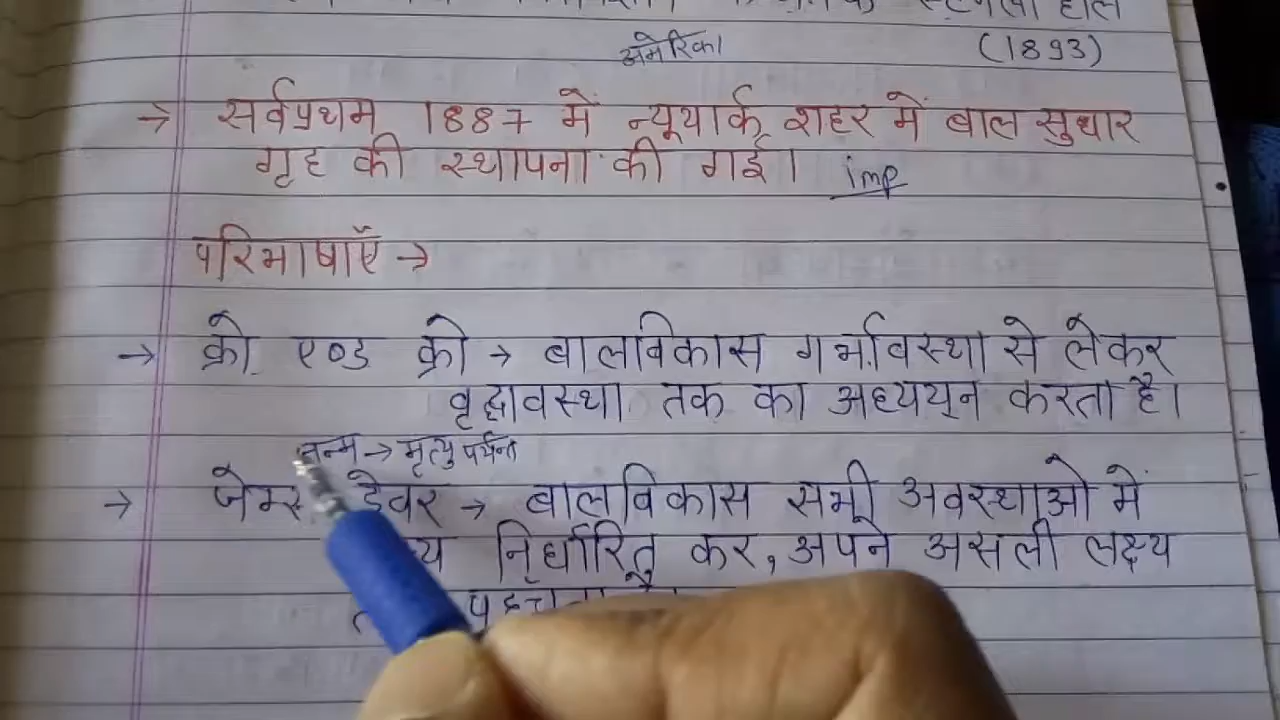 स्टेनली हॉल
अमेरिका (1893)
→ सर्वप्रथम 1887 में न्यूयार्क शहर में बाल सुधार
गृह की स्थापना की गई। imp
परिभाषाएँ →
→ क्रो एण्ड क्रो → बालविकास गर्भावस्था से लेकर
वृद्धावस्था तक का अध्ययन करता है।
जन्म → मृत्यु पर्यन्त
→ जेम्स डेवर → बालविकास सभी अवस्थाओ में
निर्धारित कर, अपने असली लक्ष्य